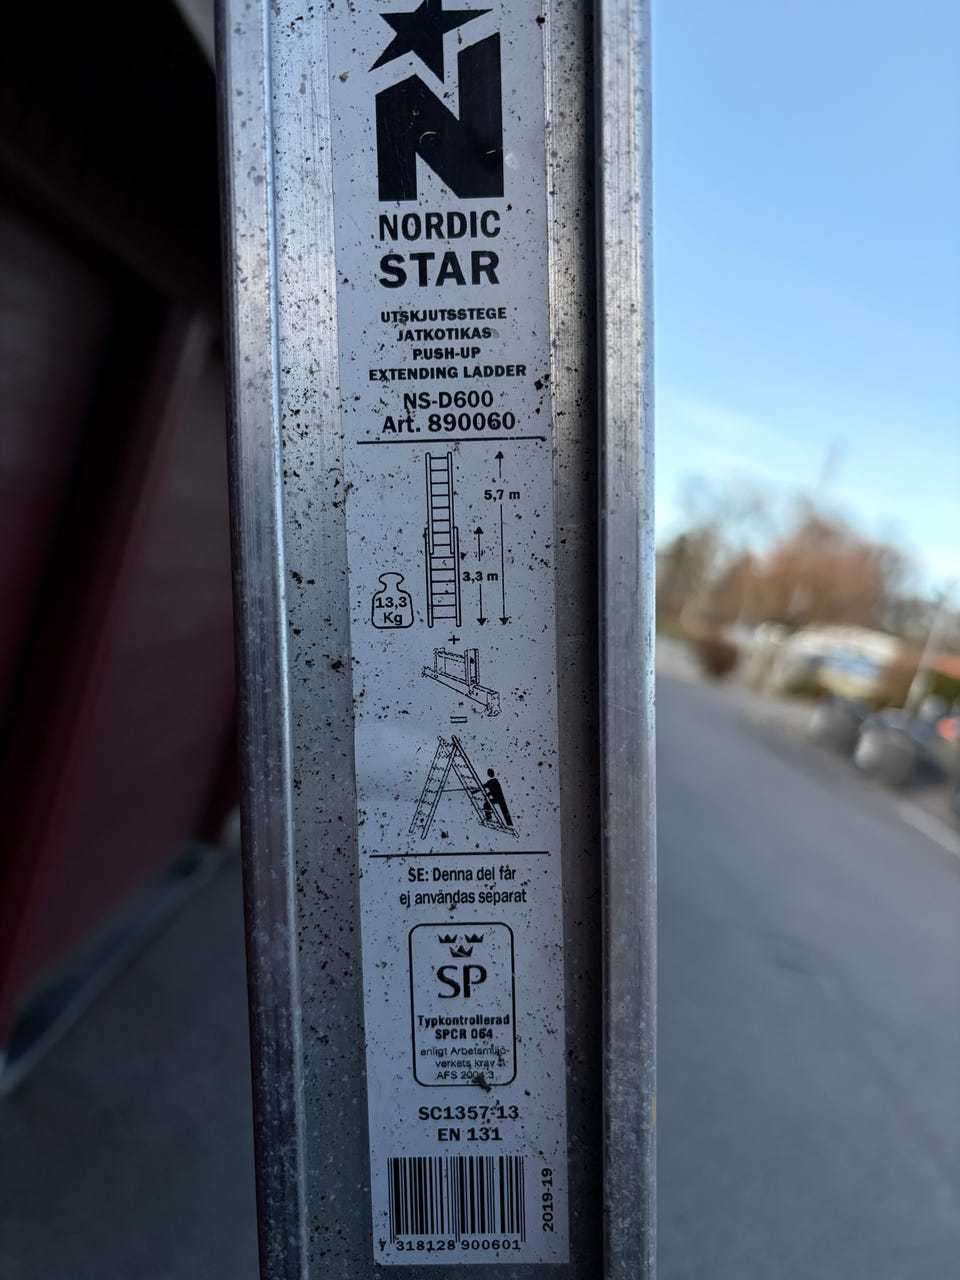 N
NORDIC
STAR
UTSKJUTSSTEGE
JATKOTIKAS
PUSH-UP
EXTENDING LADDER
NS-D600
Art. 890060
5,7 m
3,3 m
13,3
Kg
+
=
SE: Denna del får
ej användas separat
SP
Typkontrollerad
SPCR 064
enligt Arbetsmiljö-
verkets krav i
AFS 2004:3
SC1357-13
EN 131
2019-19
7 318128 900601